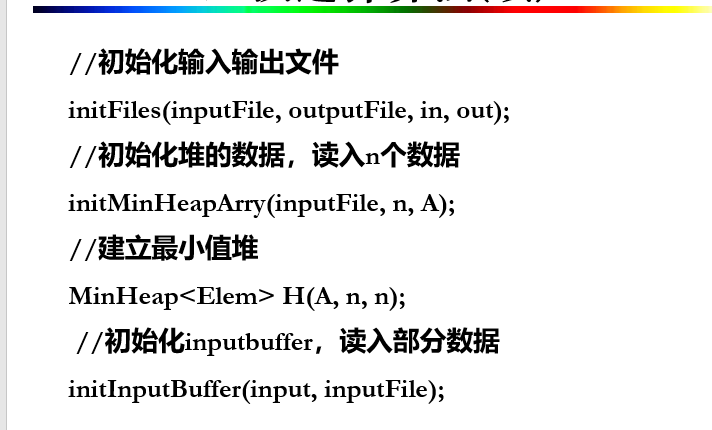 //初始化输入输出文件
initFiles(inputFile, outputFile, in, out);
//初始化堆的数据，读入n个数据
initMinHeapArry(inputFile, n, A);
//建立最小值堆
MinHeap<Elem> H(A, n, n);
//初始化inputbuffer，读入部分数据
initInputBuffer(input, inputFile);